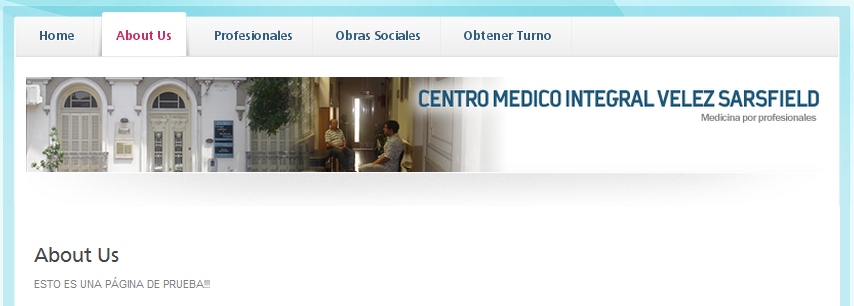 Home About Us Profesionales Obras Sociales Obtener Turno
CENTRO MEDICO INTEGRAL VELEZ SARSFIELD
Medicina por profesionales
About Us
ESTO ES UNA PÁGINA DE PRUEBA!!!